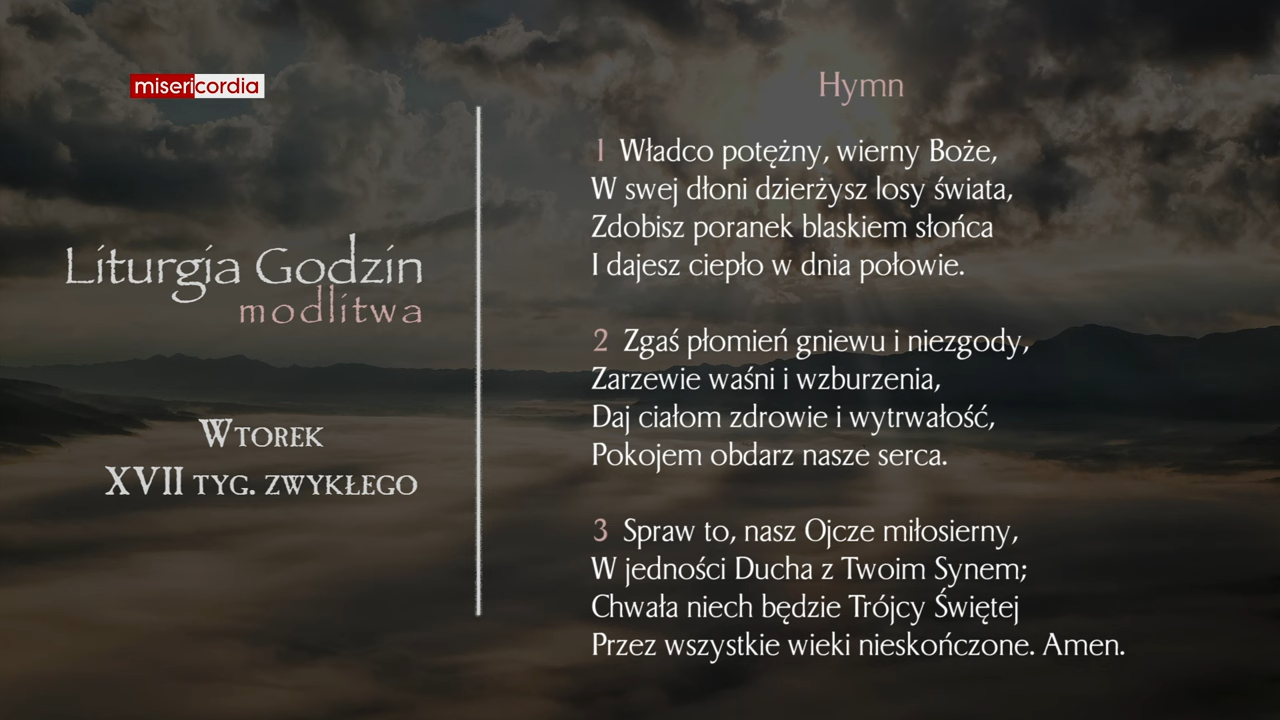 misericordia
Liturgia Godzin
modlitwa
Wtorek
XVII tyg. zwykłego
Hymn
1 Władco potężny, wierny Boże,
W swej dłoni dzierżysz losy świata,
Zdobisz poranek blaskiem słońca
I dajesz ciepło w dnia połowie.
2 Zgaś płomień gniewu i niezgody,
Zarzewie waśni i wzburzenia,
Daj ciałom zdrowie i wytrwałość,
Pokojem obdarz nasze serca.
3 Spraw to, nasz Ojcze miłosierny,
W jedności Ducha z Twoim Synem;
Chwała niech będzie Trójcy Świętej
Przez wszystkie wieki nieskończone. Amen.